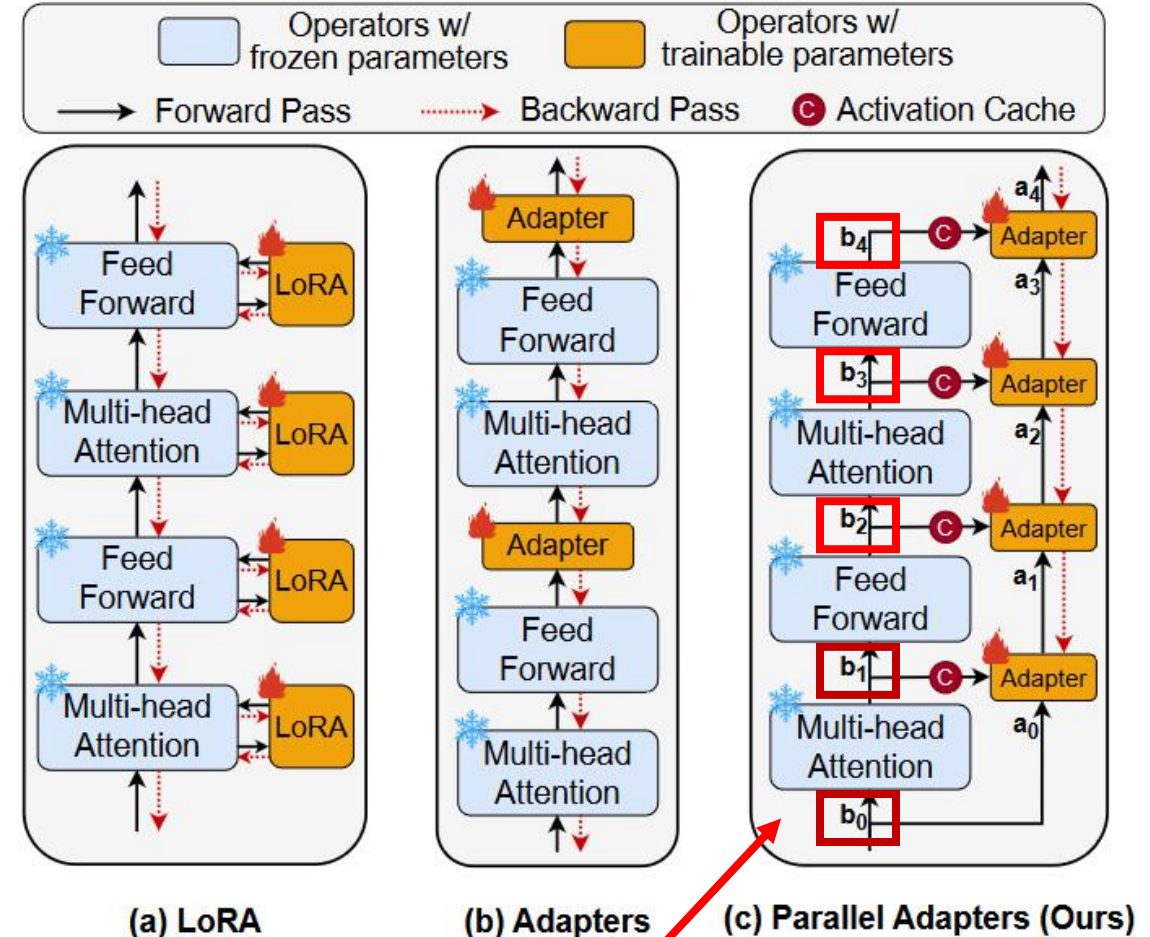 Operators w/
frozen parameters
Operators w/
trainable parameters
Forward Pass
Backward Pass
C Activation Cache
Feed
Forward
LoRA
Multi-head
Attention
LoRA
Feed
Forward
LoRA
Multi-head
Attention
LoRA
(a) LoRA
Adapter
Feed
Forward
Multi-head
Attention
Adapter
Feed
Forward
Multi-head
Attention
(b) Adapters
a4
b4
C
Adapter
Feed
Forward
a3
b3
C
Adapter
Multi-head
Attention
a2
b2
C
Adapter
Feed
Forward
a1
b1
C
Adapter
Multi-head
Attention
a0
b0
(c) Parallel Adapters (Ours)